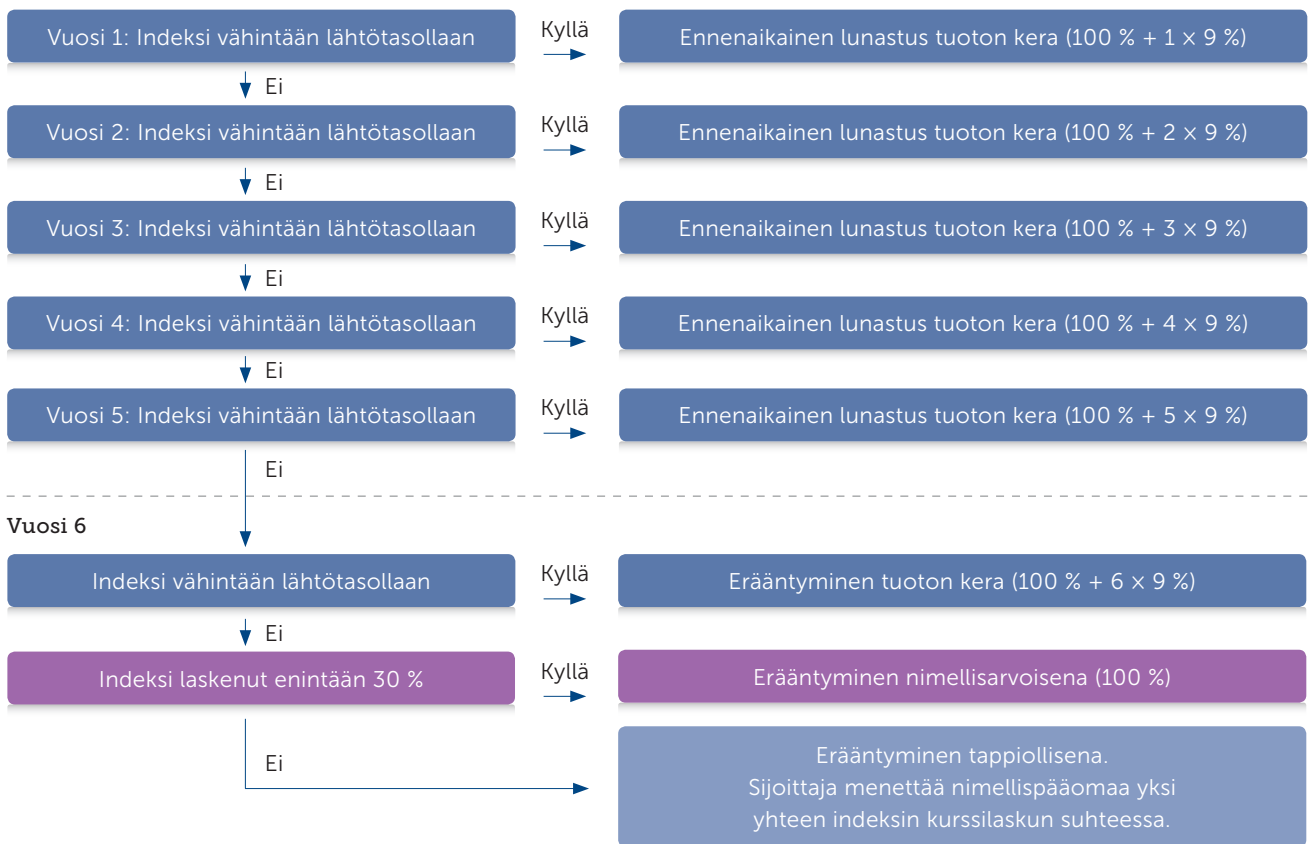 Vuosi 1: Indeksi vähintään lähtötasollaan
Kyllä
Ennenaikainen lunastus tuoton kera (100 % + 1 × 9 %)
Ei
Vuosi 2: Indeksi vähintään lähtötasollaan
Kyllä
Ennenaikainen lunastus tuoton kera (100 % + 2 × 9 %)
Ei
Vuosi 3: Indeksi vähintään lähtötasollaan
Kyllä
Ennenaikainen lunastus tuoton kera (100 % + 3 × 9 %)
Ei
Vuosi 4: Indeksi vähintään lähtötasollaan
Kyllä
Ennenaikainen lunastus tuoton kera (100 % + 4 × 9 %)
Ei
Vuosi 5: Indeksi vähintään lähtötasollaan
Kyllä
Ennenaikainen lunastus tuoton kera (100 % + 5 × 9 %)
Ei
Vuosi 6
Indeksi vähintään lähtötasollaan
Kyllä
Erääntyminen tuoton kera (100 % + 6 × 9 %)
Ei
Indeksi laskenut enintään 30 %
Kyllä
Erääntyminen nimellisarvoisena (100 %)
Ei
Erääntyminen tappiollisena.
Sijoittaja menettää nimellispääomaa yksi
yhteen indeksin kurssilaskun suhteessa.